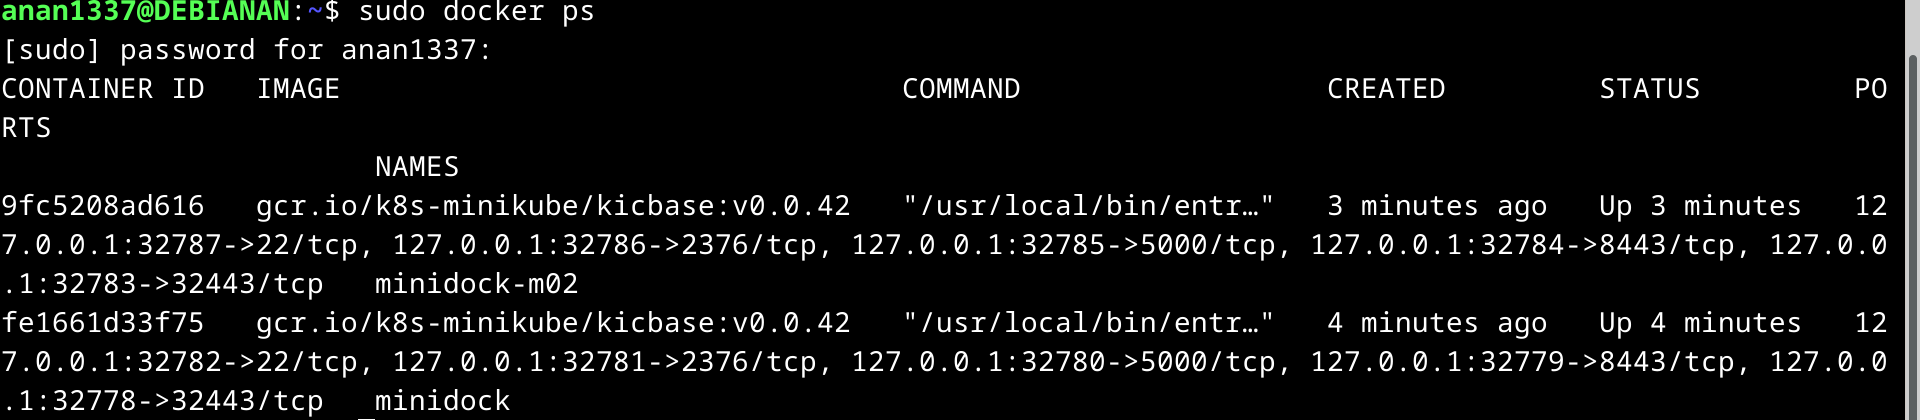 anan1337@DEBIANAN:~$ sudo docker ps
[sudo] password for anan1337:
CONTAINER ID   IMAGE                                 COMMAND                  CREATED         STATUS         PO
RTS
                      NAMES
9fc5208ad616   gcr.io/k8s-minikube/kicbase:v0.0.42   "/usr/local/bin/entr…"   3 minutes ago   Up 3 minutes   12
7.0.0.1:32787->22/tcp, 127.0.0.1:32786->2376/tcp, 127.0.0.1:32785->5000/tcp, 127.0.0.1:32784->8443/tcp, 127.0.0
.1:32783->32443/tcp   minidock-m02
fe1661d33f75   gcr.io/k8s-minikube/kicbase:v0.0.42   "/usr/local/bin/entr…"   4 minutes ago   Up 4 minutes   12
7.0.0.1:32782->22/tcp, 127.0.0.1:32781->2376/tcp, 127.0.0.1:32780->5000/tcp, 127.0.0.1:32779->8443/tcp, 127.0.0
.1:32778->32443/tcp   minidock